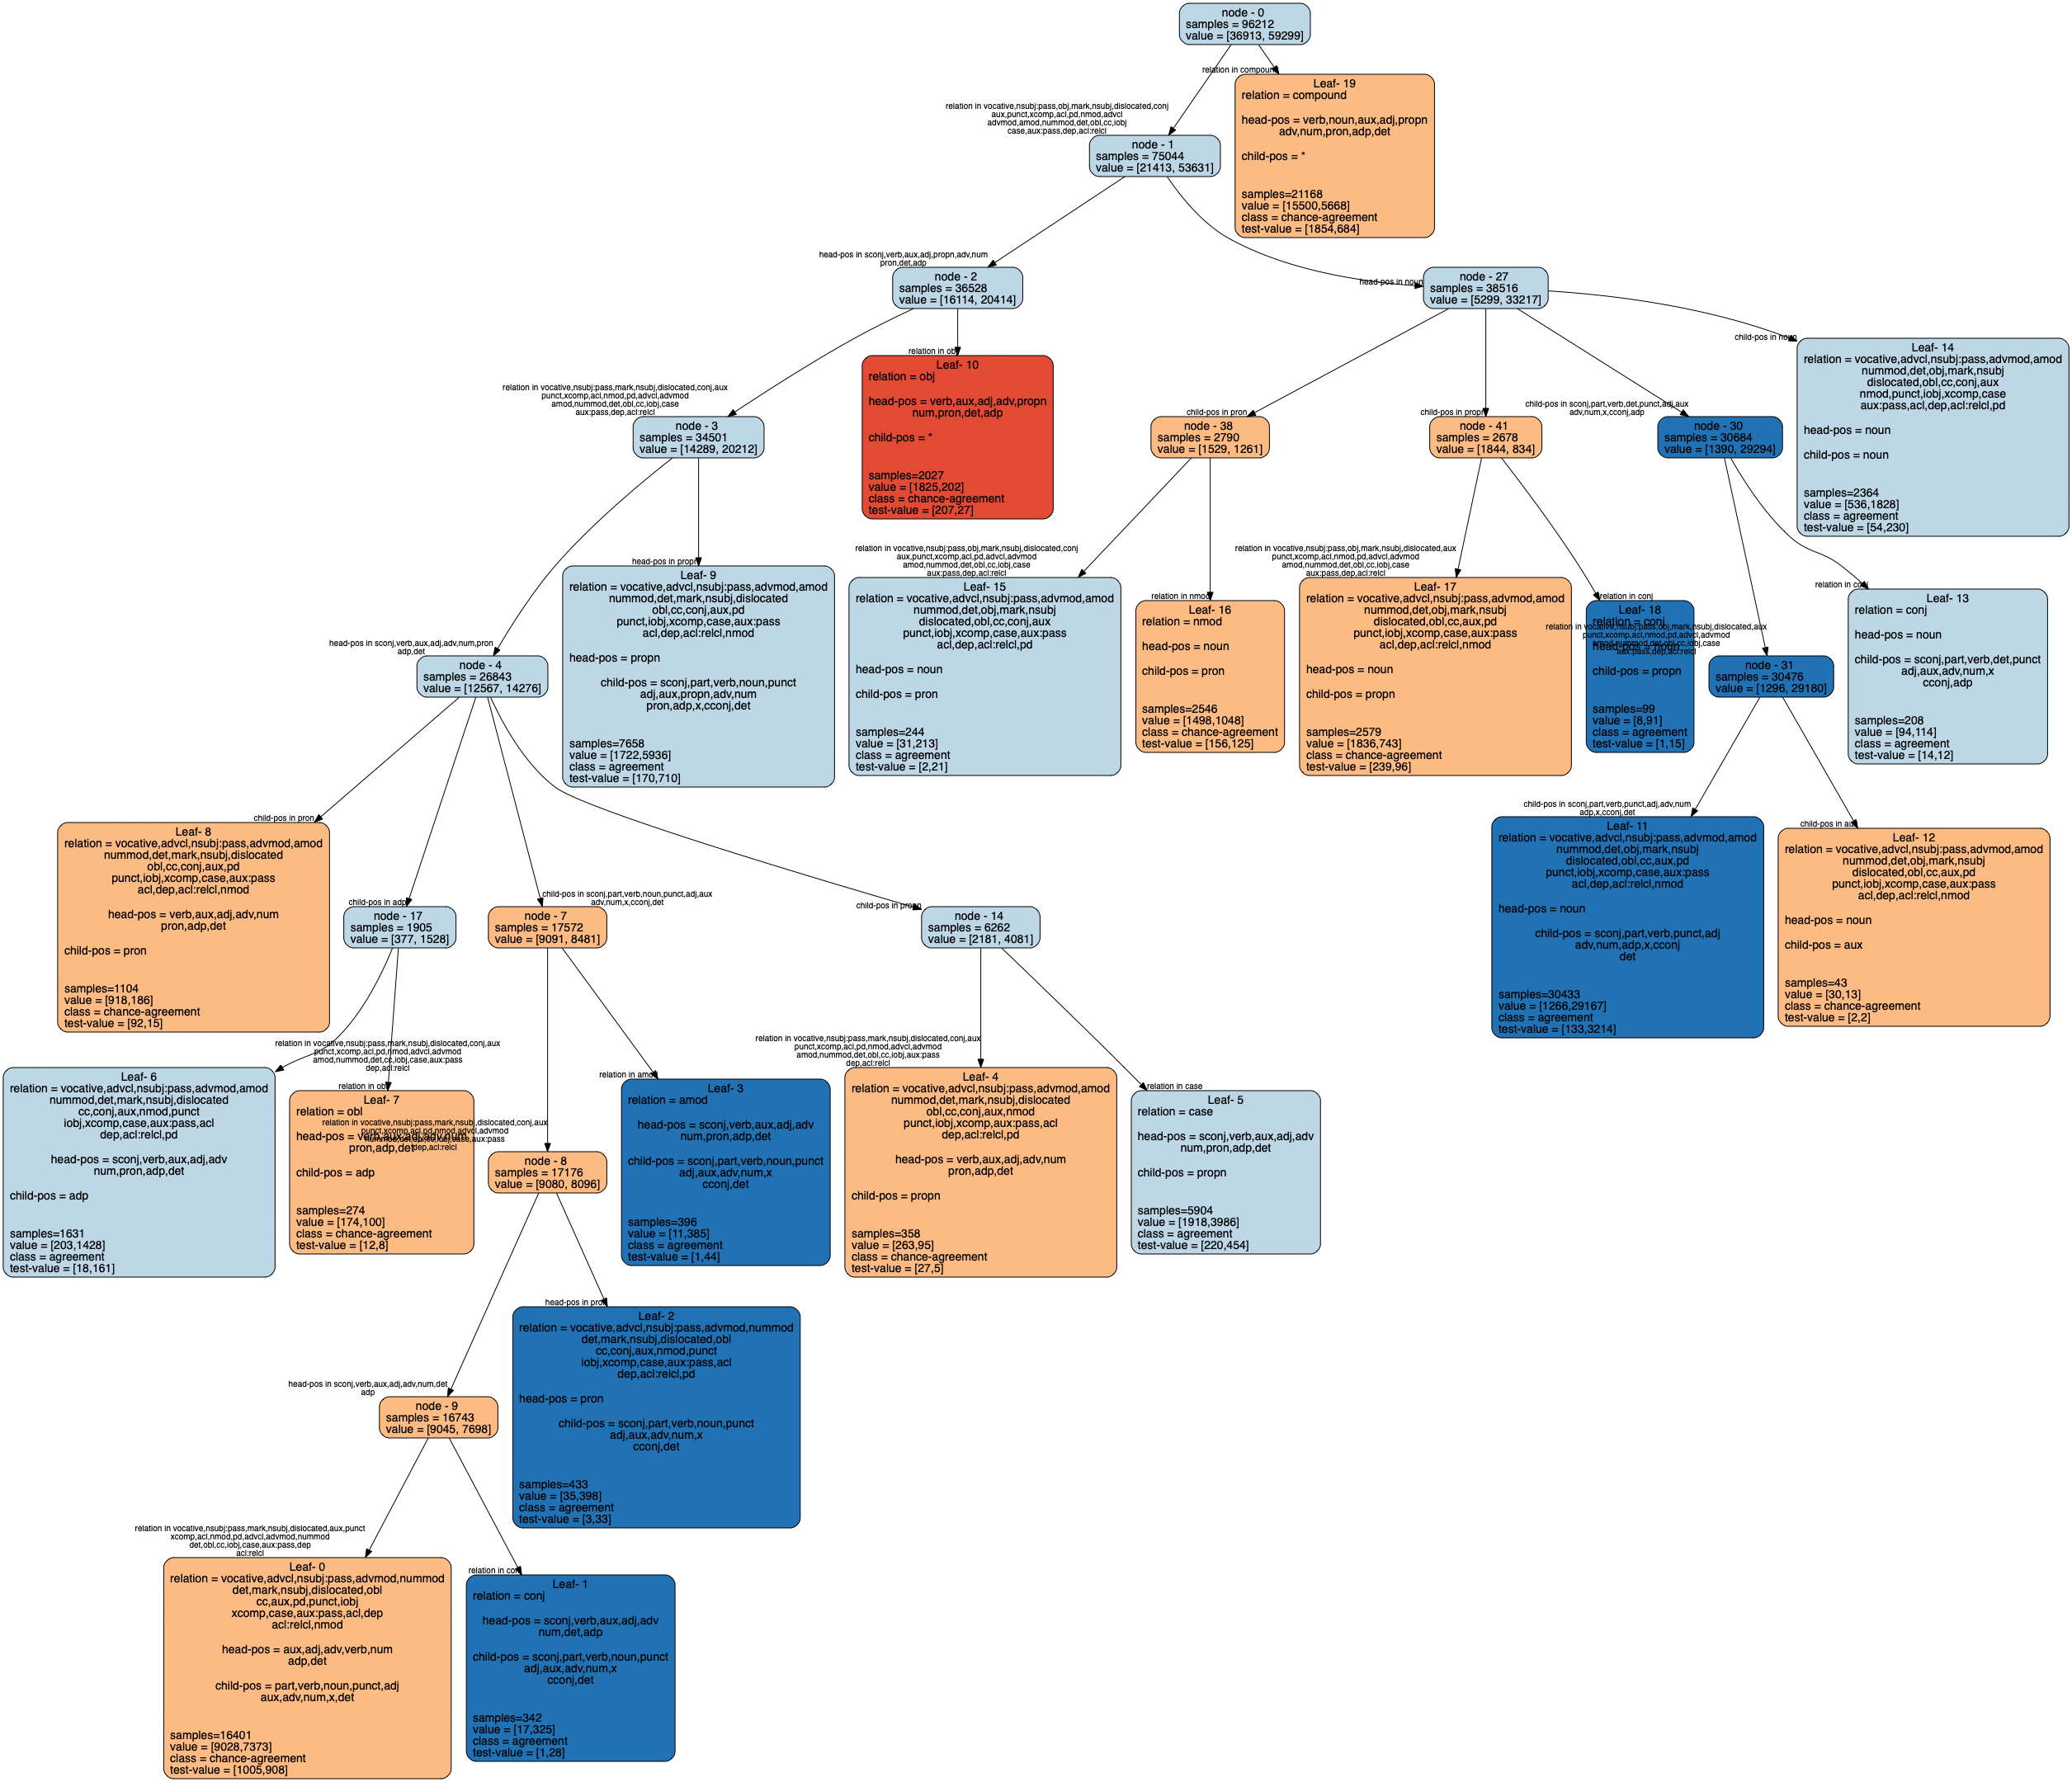 node - 0
samples = 96212
value = [36913, 59299]
relation in compound
Leaf- 19
relation = compound
head-pos = verb,noun,aux,adj,propn
adv,num,pron,adp,det
child-pos = *
samples=21168
value = [15500,5668]
class = chance-agreement
test-value = [1854,684]
relation in vocative,nsubj:pass,obj,mark,nsubj,dislocated,conj
aux,punct,xcomp,acl,pd,nmod,advcl
advmod,amod,nummod,det,obl,cc,iobj
case,aux:pass,dep,acl:relcl
node - 1
samples = 75044
value = [21413, 53631]
head-pos in sconj,verb,aux,adj,propn,adv,num
pron,det,adp
node - 2
samples = 36528
value = [16114, 20414]
head-pos in noun
node - 27
samples = 38516
value = [5299, 33217]
child-pos in noun
Leaf- 14
relation = vocative,advcl,nsubj:pass,advmod,amod
nummod,det,obj,mark,nsubj
dislocated,obl,cc,conj,aux
nmod,punct,iobj,xcomp,case
aux:pass,acl,dep,acl:relcl,pd
head-pos = noun
child-pos = noun
samples=2364
value = [536,1828]
class = agreement
test-value = [54,230]
relation in obj
Leaf- 10
relation = obj
head-pos = verb,aux,adj,adv,propn
num,pron,det,adp
child-pos = *
samples=2027
value = [1825,202]
class = chance-agreement
test-value = [207,27]
relation in vocative,nsubj:pass,mark,nsubj,dislocated,conj,aux
punct,xcomp,acl,nmod,pd,advcl,advmod
amod,nummod,det,obl,cc,iobj,case
aux:pass,dep,acl:relcl
node - 3
samples = 34501
value = [14289, 20212]
child-pos in pron
node - 38
samples = 2790
value = [1529, 1261]
child-pos in propn
node - 41
samples = 2678
value = [1844, 834]
child-pos in sconj,part,verb,det,punct,adj,aux
adv,num,x,cconj,adp
node - 30
samples = 30684
value = [1390, 29294]
head-pos in propn
Leaf- 9
relation = vocative,advcl,nsubj:pass,advmod,amod
nummod,det,mark,nsubj,dislocated
obl,cc,conj,aux,pd
punct,iobj,xcomp,case,aux:pass
acl,dep,acl:relcl,nmod
head-pos = propn
child-pos = sconj,part,verb,noun,punct
adj,aux,propn,adv,num
pron,adp,x,cconj,det
samples=7658
value = [1722,5936]
class = agreement
test-value = [170,710]
relation in vocative,nsubj:pass,obj,mark,nsubj,dislocated,conj
aux,punct,xcomp,acl,pd,advcl,advmod
amod,nummod,det,obl,cc,iobj,case
aux:pass,dep,acl:relcl
Leaf- 15
relation = vocative,advcl,nsubj:pass,advmod,amod
nummod,det,obj,mark,nsubj
dislocated,obl,cc,conj,aux
punct,iobj,xcomp,case,aux:pass
acl,dep,acl:relcl,pd
head-pos = noun
child-pos = pron
samples=244
value = [31,213]
class = agreement
test-value = [2,21]
relation in nmod
Leaf- 16
relation = nmod
head-pos = noun
child-pos = pron
samples=2546
value = [1498,1048]
class = chance-agreement
test-value = [156,125]
relation in vocative,nsubj:pass,obj,mark,nsubj,dislocated,aux
punct,xcomp,acl,nmod,pd,advcl,advmod
amod,nummod,det,obl,cc,iobj,case
aux:pass,dep,acl:relcl
Leaf- 17
relation = vocative,advcl,nsubj:pass,advmod,amod
nummod,det,obj,mark,nsubj
dislocated,obl,cc,aux,pd
punct,iobj,xcomp,case,aux:pass
acl,dep,acl:relcl,nmod
head-pos = noun
child-pos = propn
samples=2579
value = [1836,743]
class = chance-agreement
test-value = [239,96]
relation in conj
Leaf- 18
relation = conj
head-pos = noun
child-pos = propn
samples=99
value = [8,91]
class = agreement
test-value = [1,15]
relation in vocative,nsubj:pass,obj,mark,nsubj,dislocated,aux
punct,xcomp,acl,nmod,pd,advcl,advmod
amod,nummod,det,obl,cc,iobj,case
aux:pass,dep,acl:relcl
node - 31
samples = 30476
value = [1296, 29180]
relation in conj
Leaf- 13
relation = conj
head-pos = noun
child-pos = sconj,part,verb,det,punct
adj,aux,adv,num,x
cconj,adp
samples=208
value = [94,114]
class = agreement
test-value = [14,12]
head-pos in sconj,verb,aux,adj,adv,num,pron
adp,det
node - 4
samples = 26843
value = [12567, 14276]
child-pos in pron
Leaf- 8
relation = vocative,advcl,nsubj:pass,advmod,amod
nummod,det,mark,nsubj,dislocated
obl,cc,conj,aux,pd
punct,iobj,xcomp,case,aux:pass
acl,dep,acl:relcl,nmod
head-pos = verb,aux,adj,adv,num
pron,adp,det
child-pos = pron
samples=1104
value = [918,186]
class = chance-agreement
test-value = [92,15]
child-pos in adp
node - 17
samples = 1905
value = [377, 1528]
child-pos in sconj,part,verb,noun,punct,adj,aux
adv,num,x,cconj,det
node - 7
samples = 17572
value = [9091, 8481]
child-pos in propn
node - 14
samples = 6262
value = [2181, 4081]
child-pos in sconj,part,verb,punct,adj,adv,num
adp,x,cconj,det
Leaf- 11
relation = vocative,advcl,nsubj:pass,advmod,amod
nummod,det,obj,mark,nsubj
dislocated,obl,cc,aux,pd
punct,iobj,xcomp,case,aux:pass
acl,dep,acl:relcl,nmod
head-pos = noun
child-pos = sconj,part,verb,punct,adj
adv,num,adp,x,cconj
det
samples=30433
value = [1266,29167]
class = agreement
test-value = [133,3214]
child-pos in aux
Leaf- 12
relation = vocative,advcl,nsubj:pass,advmod,amod
nummod,det,obj,mark,nsubj
dislocated,obl,cc,aux,pd
punct,iobj,xcomp,case,aux:pass
acl,dep,acl:relcl,nmod
head-pos = noun
child-pos = aux
samples=43
value = [30,13]
class = chance-agreement
test-value = [2,2]
relation in vocative,nsubj:pass,mark,nsubj,dislocated,conj,aux
punct,xcomp,acl,pd,nmod,advcl,advmod
amod,nummod,det,cc,iobj,case,aux:pass
dep,acl:relcl
Leaf- 6
relation = vocative,advcl,nsubj:pass,advmod,amod
nummod,det,mark,nsubj,dislocated
cc,conj,aux,nmod,punct
iobj,xcomp,case,aux:pass,acl
dep,acl:relcl,pd
head-pos = sconj,verb,aux,adj,adv
num,pron,adp,det
child-pos = adp
samples=1631
value = [203,1428]
class = agreement
test-value = [18,161]
relation in obl
Leaf- 7
relation = obl
head-pos = verb,aux,adj,adv,num
pron,adp,det
child-pos = adp
samples=274
value = [174,100]
class = chance-agreement
test-value = [12,8]
relation in vocative,nsubj:pass,mark,nsubj,dislocated,conj,aux
punct,xcomp,acl,pd,nmod,advcl,advmod
nummod,det,obl,cc,iobj,case,aux:pass
dep,acl:relcl
node - 8
samples = 17176
value = [9080, 8096]
relation in amod
Leaf- 3
relation = amod
head-pos = sconj,verb,aux,adj,adv
num,pron,adp,det
child-pos = sconj,part,verb,noun,punct
adj,aux,adv,num,x
cconj,det
samples=396
value = [11,385]
class = agreement
test-value = [1,44]
relation in vocative,nsubj:pass,mark,nsubj,dislocated,conj,aux
punct,xcomp,acl,pd,nmod,advcl,advmod
amod,nummod,det,obl,cc,iobj,aux:pass
dep,acl:relcl
Leaf- 4
relation = vocative,advcl,nsubj:pass,advmod,amod
nummod,det,mark,nsubj,dislocated
obl,cc,conj,aux,nmod
punct,iobj,xcomp,aux:pass,acl
dep,acl:relcl,pd
head-pos = verb,aux,adj,adv,num
pron,adp,det
child-pos = propn
samples=358
value = [263,95]
class = chance-agreement
test-value = [27,5]
relation in case
Leaf- 5
relation = case
head-pos = sconj,verb,aux,adj,adv
num,pron,adp,det
child-pos = propn
samples=5904
value = [1918,3986]
class = agreement
test-value = [220,454]
head-pos in sconj,verb,aux,adj,adv,num,det
adp
node - 9
samples = 16743
value = [9045, 7698]
head-pos in pron
Leaf- 2
relation = vocative,advcl,nsubj:pass,advmod,nummod
det,mark,nsubj,dislocated,obl
cc,conj,aux,nmod,punct
iobj,xcomp,case,aux:pass,acl
dep,acl:relcl,pd
head-pos = pron
child-pos = sconj,part,verb,noun,punct
adj,aux,adv,num,x
cconj,det
samples=433
value = [35,398]
class = agreement
test-value = [3,33]
relation in vocative,nsubj:pass,mark,nsubj,dislocated,aux,punct
xcomp,acl,nmod,pd,advcl,advmod,nummod
det,obl,cc,iobj,case,aux:pass,dep
acl:relcl
Leaf- 0
relation = vocative,advcl,nsubj:pass,advmod,nummod
det,mark,nsubj,dislocated,obl
cc,aux,pd,punct,iobj
xcomp,case,aux:pass,acl,dep
acl:relcl,nmod
head-pos = aux,adj,adv,verb,num
adp,det
child-pos = part,verb,noun,punct,adj
aux,adv,num,x,det
samples=16401
value = [9028,7373]
class = chance-agreement
test-value = [1005,908]
relation in conj
Leaf- 1
relation = conj
head-pos = sconj,verb,aux,adj,adv
num,det,adp
child-pos = sconj,part,verb,noun,punct
adj,aux,adv,num,x
cconj,det
samples=342
value = [17,325]
class = agreement
test-value = [1,28]